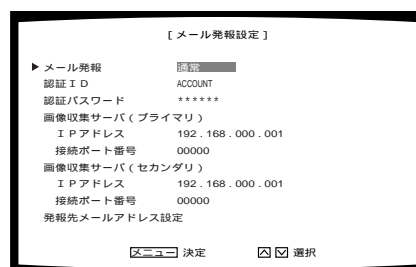 [ メール発報設定 ]
▶ メール発報 通常
認証ＩＤ ACCOUNT
認証パスワード ******
画像収集サーバ ( プライマリ )
ＩＰアドレス 192 . 168 . 000 . 001
接続ポート番号 00000
画像収集サーバ ( セカンダリ )
ＩＰアドレス 192 . 168 . 000 . 001
接続ポート番号 00000
発報先メールアドレス設定
メニュー 決定 選択